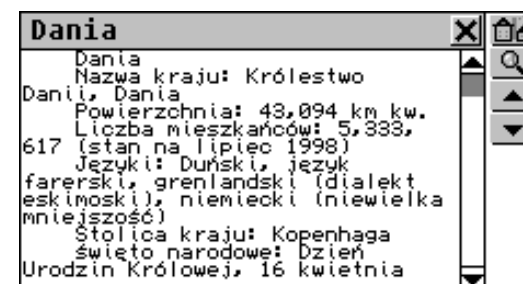 Dania
Dania
Nazwa kraju: Królestwo
Danii, Dania
Powierzchnia: 43,094 km kw.
Liczba mieszkańców: 5,333,
617 (stan na lipiec 1998)
Języki: Duński, język
farerski, grenlandski (dialekt
eskimoski), niemiecki (niewielka
mniejszość)
Stolica kraju: Kopenhaga
święto narodowe: Dzień
Urodzin Królowej, 16 kwietnia